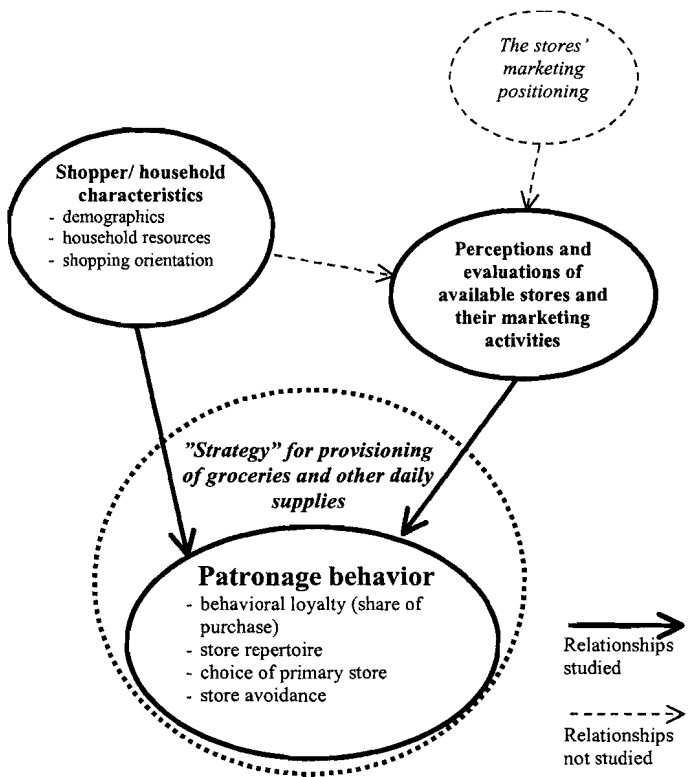 The stores'
marketing
positioning
Shopper/ household
characteristics
- demographics
- household resources
- shopping orientation
Perceptions and
evaluations of
available stores and
their marketing
activities
"Strategy" for provisioning
of groceries and other daily
supplies
Patronage behavior
- behavioral loyalty (share of
purchase)
- store repertoire
- choice of primary store
- store avoidance
Relationships
studied
Relationships
not studied